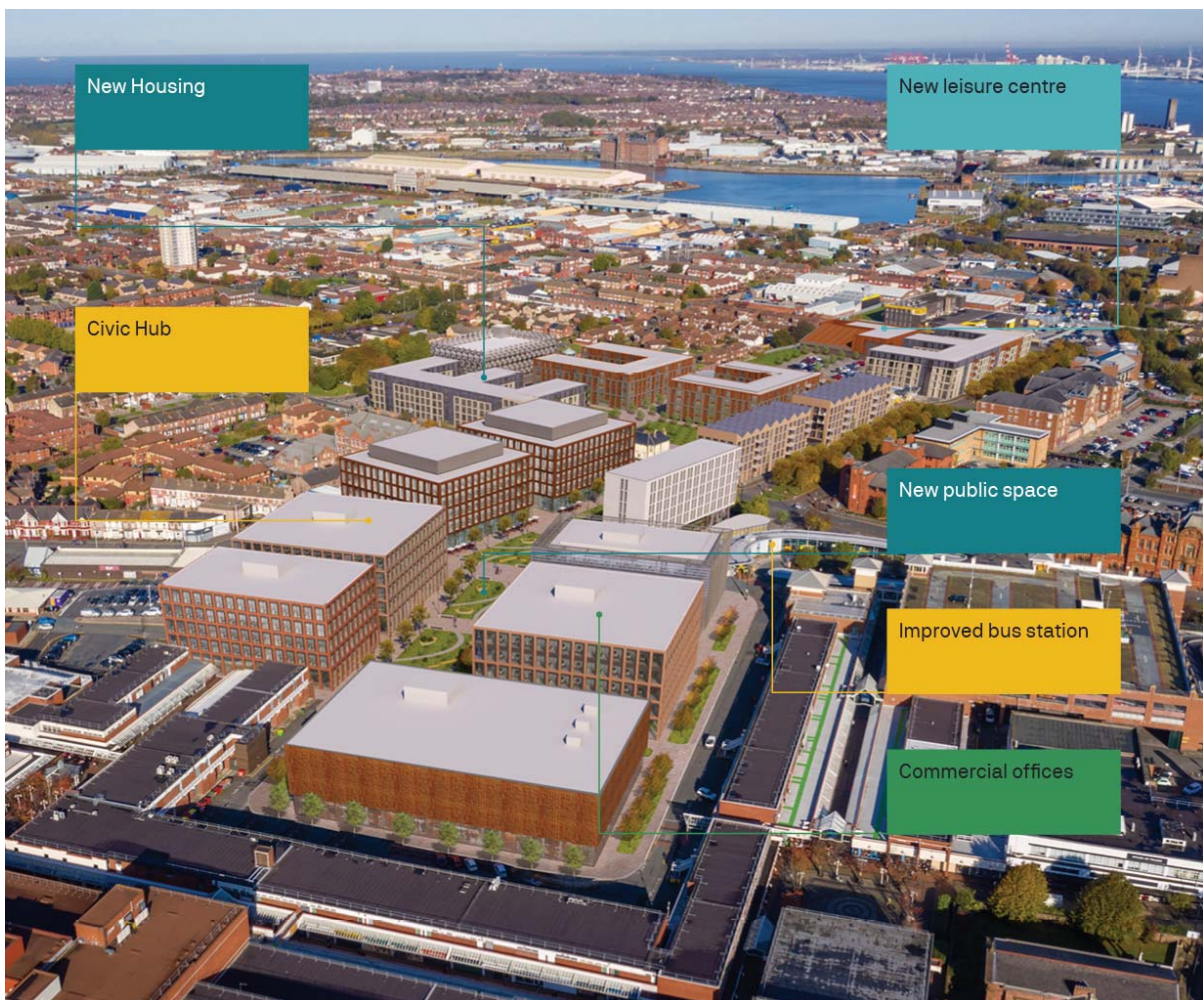 New Housing
New leisure centre
Civic Hub
New public space
Improved bus station
Commercial offices